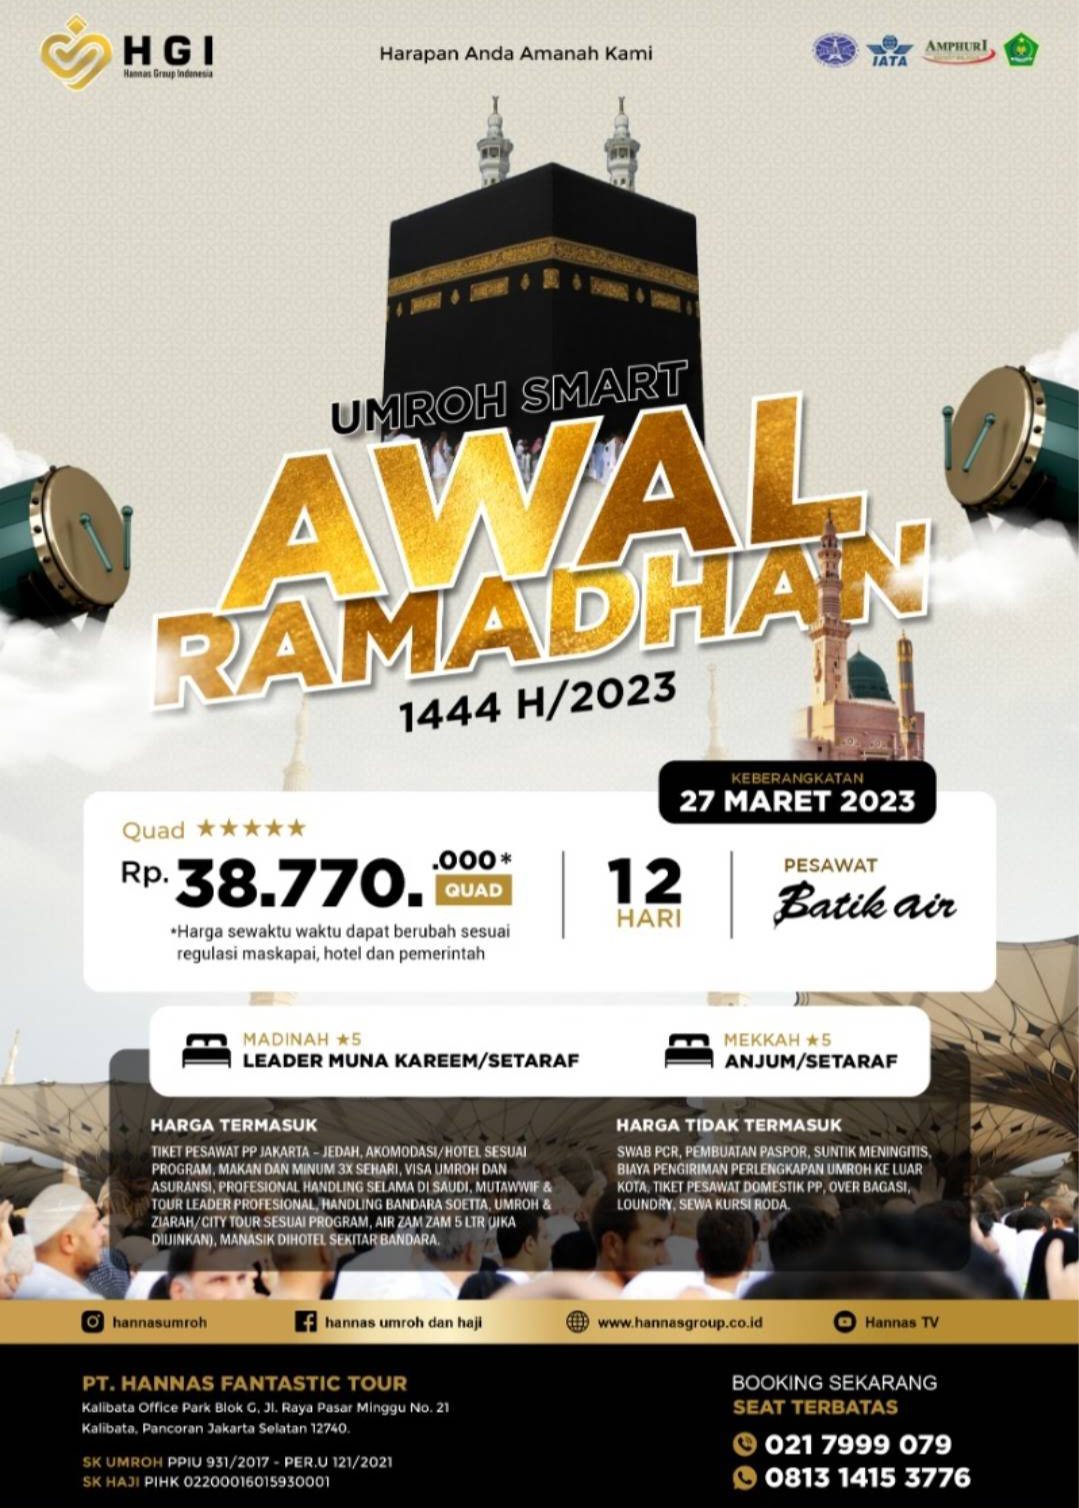 HGI
Hannas Group Indonesia
Harapan Anda Amanah Kami
IATA
AMPHURI
UMROH SMART
AWAL
RAMADHAN
1444 H/2023
KEBERANGKATAN
27 MARET 2023
Quad ★★★★★
Rp. 38.770. .000*
QUAD
*Harga sewaktu waktu dapat berubah sesuai
regulasi maskapai, hotel dan pemerintah
12
HARI
PESAWAT
Batik air
MADINAH ★5
LEADER MUNA KAREEM/SETARAF
MEKKAH ★5
ANJUM/SETARAF
HARGA TERMASUK
TIKET PESAWAT PP JAKARTA – JEDAH, AKOMODASI/HOTEL SESUAI
PROGRAM, MAKAN DAN MINUM 3X SEHARI, VISA UMROH DAN
ASURANSI, PROFESIONAL HANDLING SELAMA DI SAUDI, MUTAWWIF &
TOUR LEADER PROFESIONAL, HANDLING BANDARA SOETTA, UMROH &
ZIARAH/CITY TOUR SESUAI PROGRAM, AIR ZAM ZAM 5 LTR (JIKA
DIIJINKAN), MANASIK DIHOTEL SEKITAR BANDARA.
HARGA TIDAK TERMASUK
SWAB PCR, PEMBUATAN PASPOR, SUNTIK MENINGITIS,
BIAYA PENGIRIMAN PERLENGKAPAN UMROH KE LUAR
KOTA, TIKET PESAWAT DOMESTIK PP, OVER BAGASI,
LOUNDRY, SEWA KURSI RODA.
hannasumroh
hannas umroh dan haji
www.hannasgroup.co.id
Hannas TV
PT. HANNAS FANTASTIC TOUR
Kalibata Office Park Blok G, Jl. Raya Pasar Minggu No. 21
Kalibata, Pancoran Jakarta Selatan 12740.
SK UMROH PPIU 931/2017 - PER.U 121/2021
SK HAJI PIHK 02200016015930001
BOOKING SEKARANG
SEAT TERBATAS
021 7999 079
0813 1415 3776